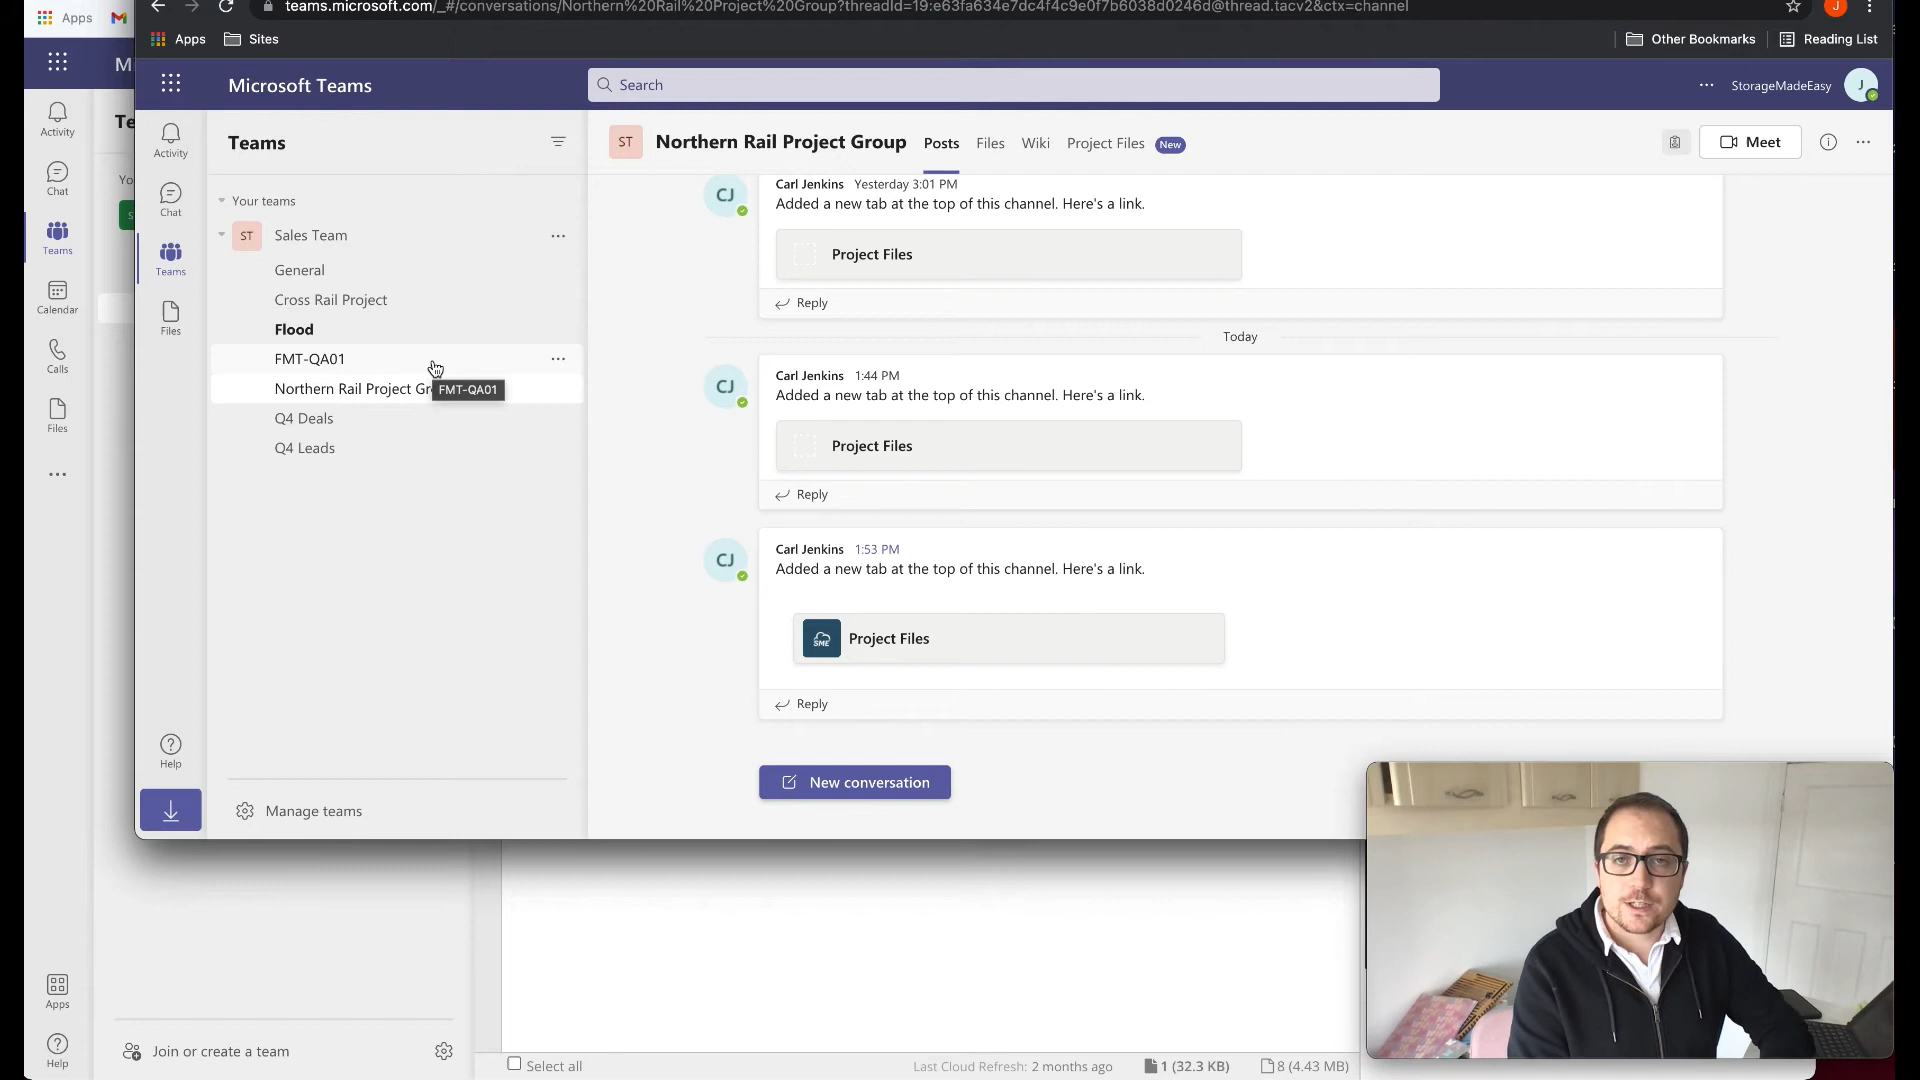 Apps
teams.microsoft.com/_#/conversations/Northern%20Rail%20Project%20Group?threadId=19:e63fa634e7dc4f4c9e0f7b6038d0246d@thread.tacv2&ctx=channel
J
Apps
Sites
Other Bookmarks
Reading List
M
Microsoft Teams
Search
StorageMadeEasy
J
Te
Activity
Chat
Teams
Calendar
Calls
Files
Apps
Help
Yo
S
Activity
Chat
Teams
Files
Help
Teams
Your teams
ST
Sales Team
General
Cross Rail Project
Flood
FMT-QA01
Northern Rail Project Gr
FMT-QA01
Q4 Deals
Q4 Leads
Manage teams
ST
Northern Rail Project Group
Posts
Files
Wiki
Project Files
New
Meet
CJ
Carl Jenkins Yesterday 3:01 PM
Added a new tab at the top of this channel. Here's a link.
Project Files
Reply
Today
CJ
Carl Jenkins 1:44 PM
Added a new tab at the top of this channel. Here's a link.
Project Files
Reply
CJ
Carl Jenkins 1:53 PM
Added a new tab at the top of this channel. Here's a link.
SME
Project Files
Reply
New conversation
Join or create a team
Select all
Last Cloud Refresh: 2 months ago
1 (32.3 KB)
8 (4.43 MB)